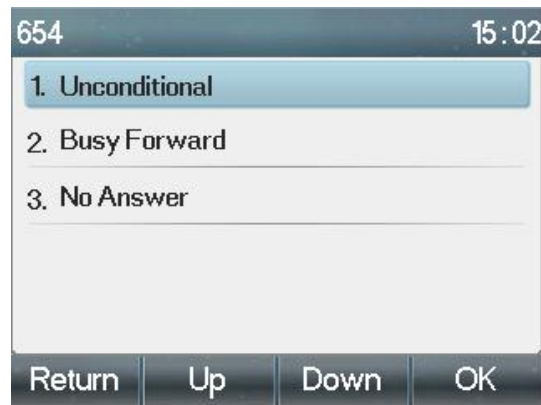 654 15:02
1. Unconditional
2. Busy Forward
3. No Answer
Return Up Down OK